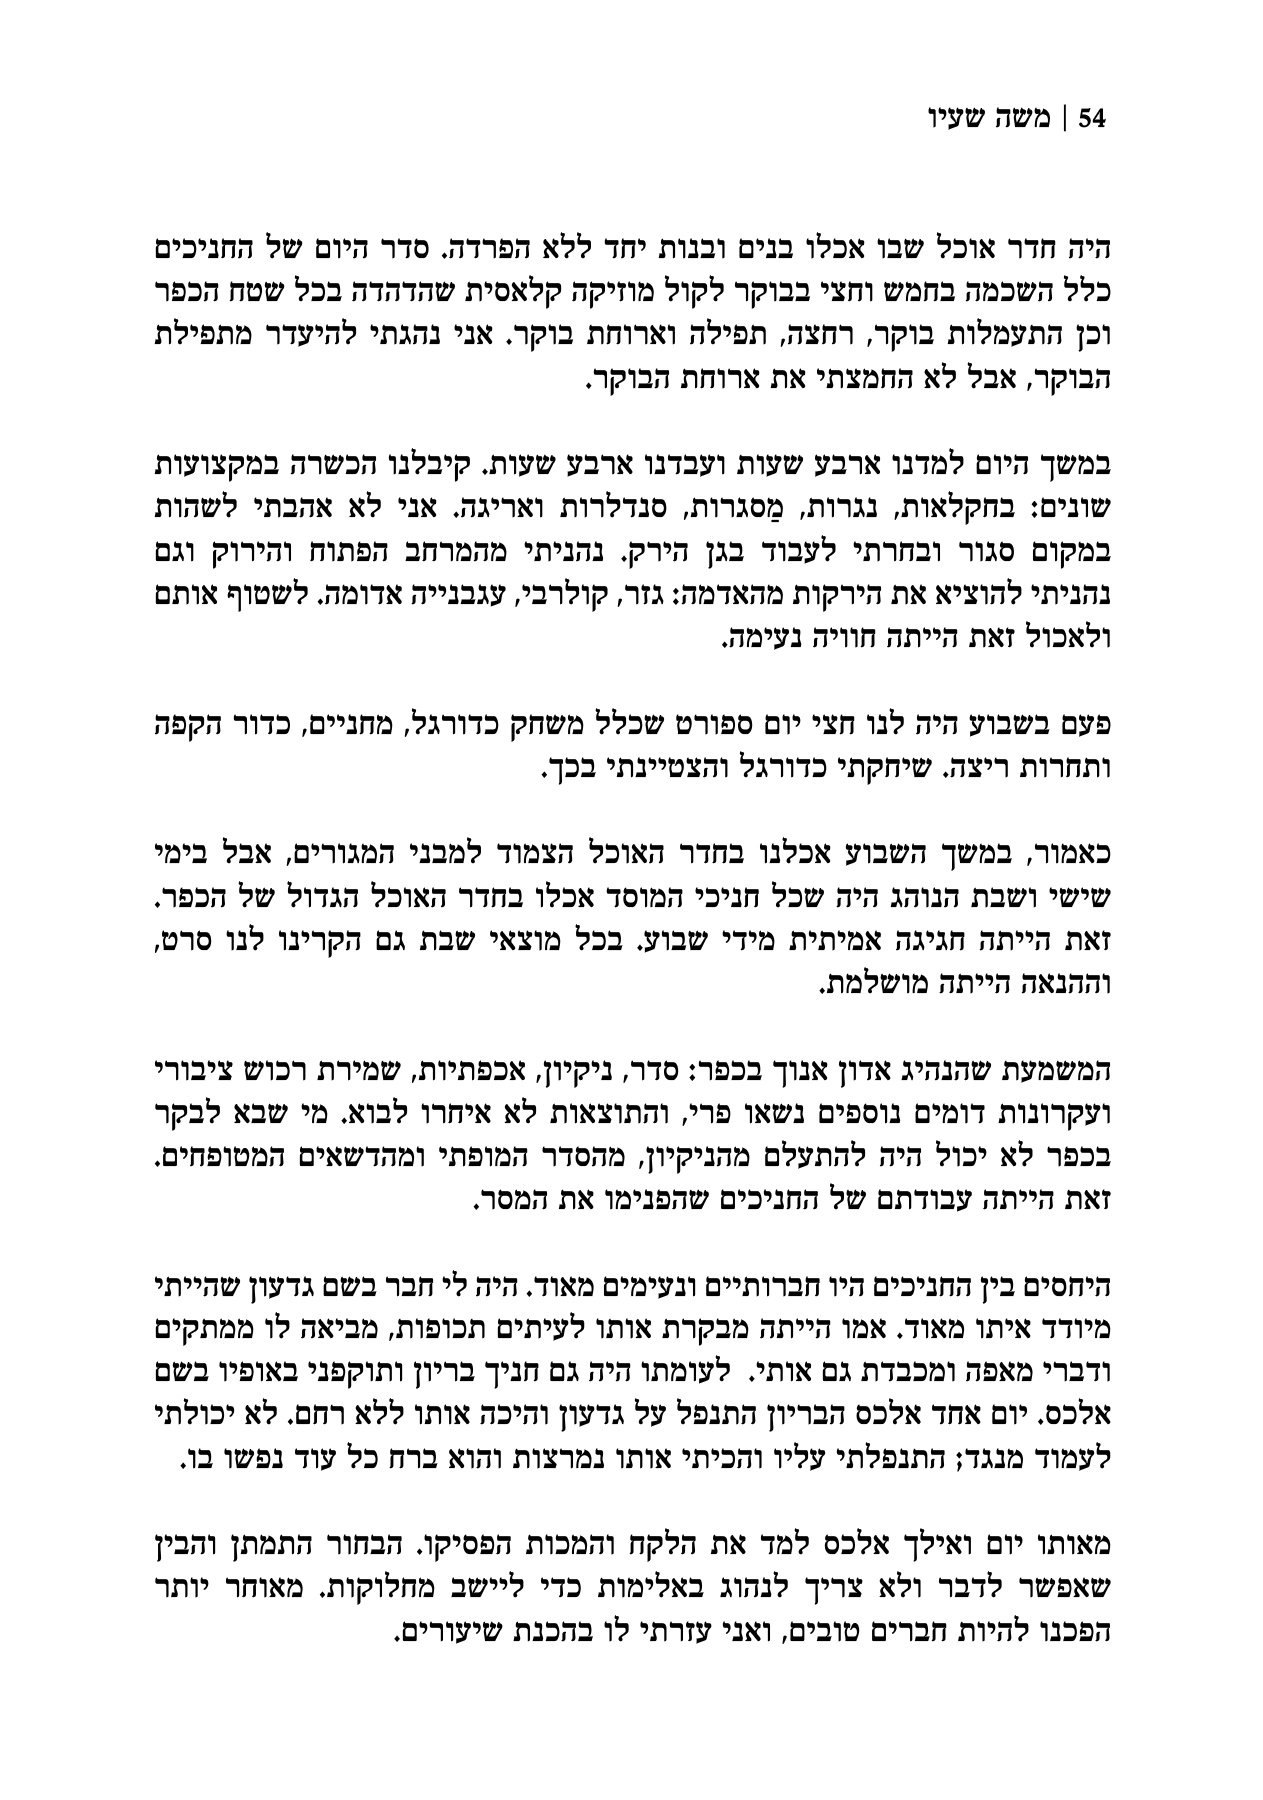 54 | משה שעיו
היה חדר אוכל שבו אכלו בנים ובנות יחד ללא הפרדה. סדר היום של החניכים
כלל השכמה בחמש וחצי בבוקר לקול מוזיקה קלאסית שהדהדה בכל שטח הכפר
וכן התעמלות בוקר, רחצה, תפילה וארוחת בוקר. אני נהגתי להיעדר מתפילת
הבוקר, אבל לא החמצתי את ארוחת הבוקר.
במשך היום למדנו ארבע שעות ועבדנו ארבע שעות. קיבלנו הכשרה במקצועות
שונים: בחקלאות, נגרות, מַסגרות, סנדלרות ואריגה. אני לא אהבתי לשהות
במקום סגור ובחרתי לעבוד בגן הירק. נהניתי מהמרחב הפתוח והירוק וגם
נהניתי להוציא את הירקות מהאדמה: גזר, קולרבי, עגבנייה אדומה. לשטוף אותם
ולאכול זאת הייתה חוויה נעימה.
פעם בשבוע היה לנו חצי יום ספורט שכלל משחק כדורגל, מחניים, כדור הקפה
ותחרות ריצה. שיחקתי כדורגל והצטיינתי בכך.
כאמור, במשך השבוע אכלנו בחדר האוכל הצמוד למבני המגורים, אבל בימי
שישי ושבת הנוהג היה שכל חניכי המוסד אכלו בחדר האוכל הגדול של הכפר.
זאת הייתה חגיגה אמיתית מידי שבוע. בכל מוצאי שבת גם הקרינו לנו סרט,
וההנאה הייתה מושלמת.
המשמעת שהנהיג אדון אנוך בכפר: סדר, ניקיון, אכפתיות, שמירת רכוש ציבורי
ועקרונות דומים נוספים נשאו פרי, והתוצאות לא איחרו לבוא. מי שבא לבקר
בכפר לא יכול היה להתעלם מהניקיון, מהסדר המופתי ומהדשאים המטופחים.
זאת הייתה עבודתם של החניכים שהפנימו את המסר.
היחסים בין החניכים היו חברותיים ונעימים מאוד. היה לי חבר בשם גדעון שהייתי
מיודד איתו מאוד. אמו הייתה מבקרת אותו לעיתים תכופות, מביאה לו ממתקים
ודברי מאפה ומכבדת גם אותי.  לעומתו היה גם חניך בריון ותוקפני באופיו בשם
אלכס. יום אחד אלכס הבריון התנפל על גדעון והיכה אותו ללא רחם. לא יכולתי
לעמוד מנגד; התנפלתי עליו והכיתי אותו נמרצות והוא ברח כל עוד נפשו בו.
מאותו יום ואילך אלכס למד את הלקח והמכות הפסיקו. הבחור התמתן והבין
שאפשר לדבר ולא צריך לנהוג באלימות כדי ליישב מחלוקות. מאוחר יותר
הפכנו להיות חברים טובים, ואני עזרתי לו בהכנת שיעורים.